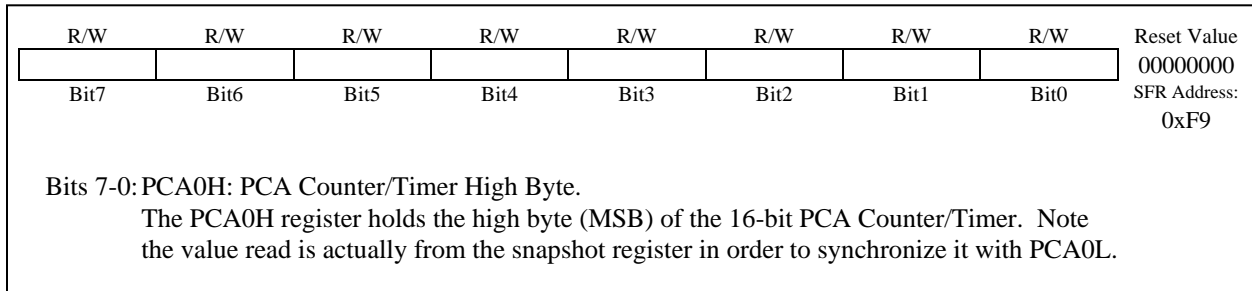 R/W R/W R/W R/W R/W R/W R/W R/W Reset Value
00000000
Bit7 Bit6 Bit5 Bit4 Bit3 Bit2 Bit1 Bit0 SFR Address:
0xF9
Bits 7-0: PCA0H: PCA Counter/Timer High Byte.
The PCA0H register holds the high byte (MSB) of the 16-bit PCA Counter/Timer. Note
the value read is actually from the snapshot register in order to synchronize it with PCA0L.